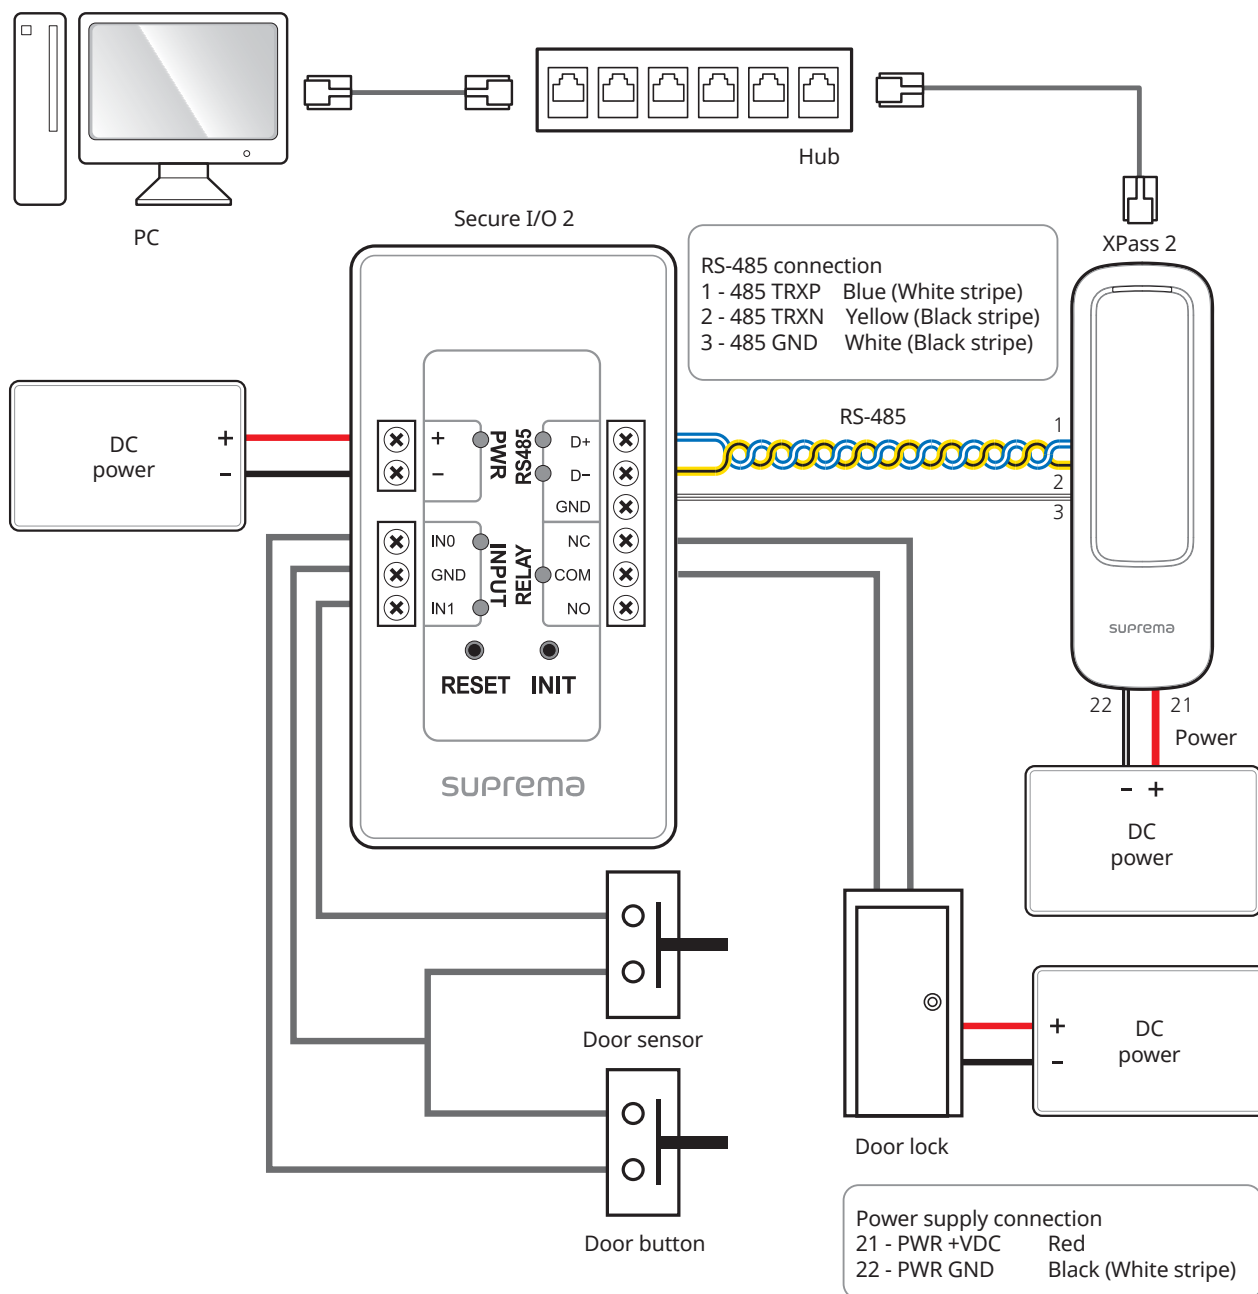 PC
Hub
Secure I/O 2
XPass 2
RS-485 connection
1 - 485 TRXP Blue (White stripe)
2 - 485 TRXN Yellow (Black stripe)
3 - 485 GND White (Black stripe)
DC
power
+
−
+
−
PWR
RS485
D+
D−
GND
RS-485
1
2
3
IN0
GND
IN1
INPUT
RELAY
NC
COM
NO
RESET INIT
suprema
suprema
22 21
Power
− +
DC
power
Door sensor
Door button
Door lock
+
−
DC
power
Power supply connection
21 - PWR +VDC Red
22 - PWR GND Black (White stripe)